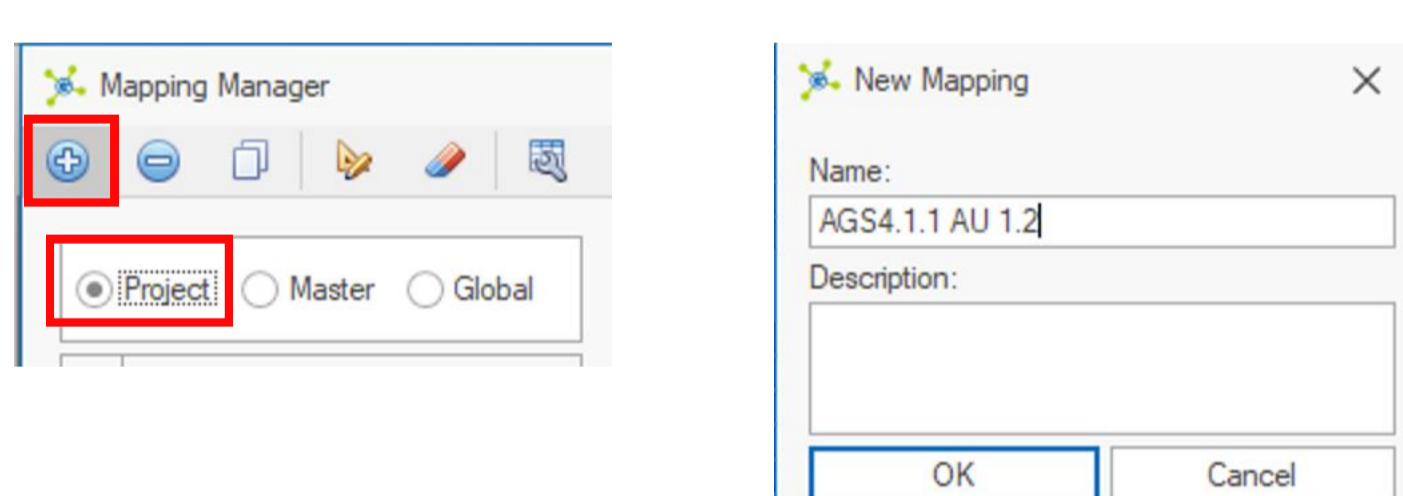 Mapping Manager
Project Master Global
New Mapping
Name:
AGS4.1.1 AU 1.2
Description:
OK Cancel